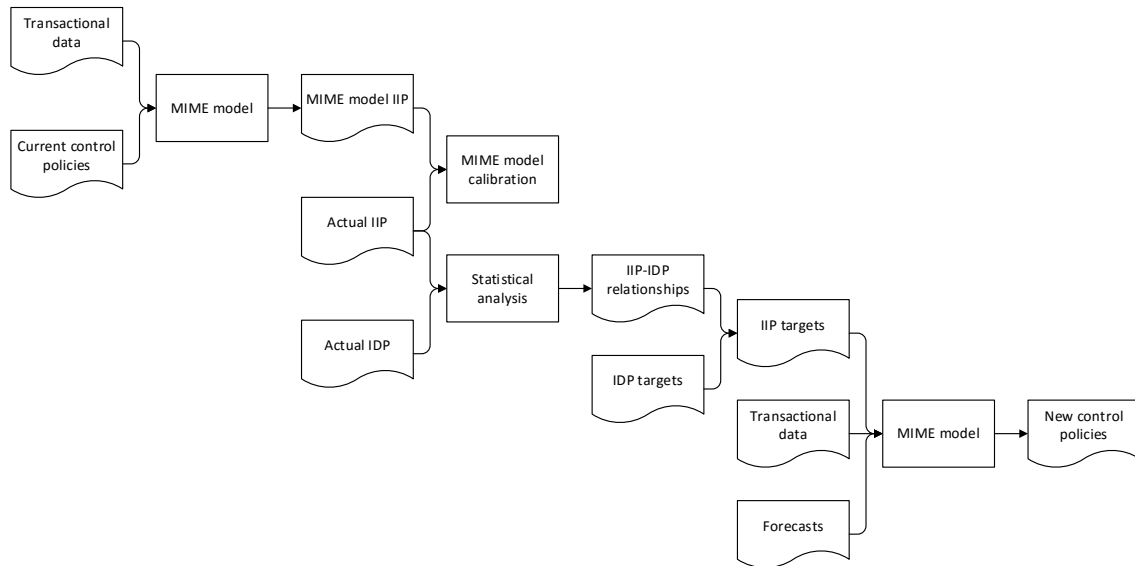 Transactional
data
MIME model
MIME model IIP
Current control
policies
MIME model
calibration
Actual IIP
Statistical
analysis
IIP-IDP
relationships
Actual IDP
IIP targets
IDP targets
Transactional
data
MIME model
New control
policies
Forecasts